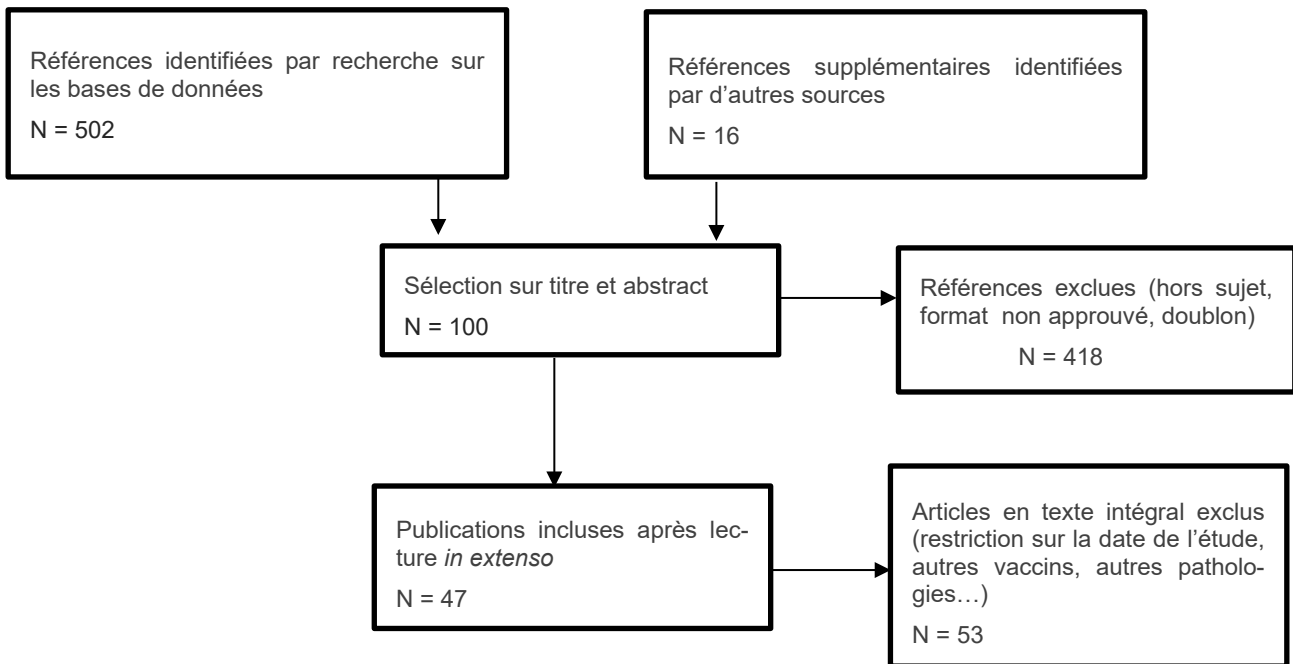 Références identifiées par recherche sur
les bases de données
N = 502
Références supplémentaires identifiées
par d’autres sources
N = 16
Sélection sur titre et abstract
N = 100
Références exclues (hors sujet,
format non approuvé, doublon)
N = 418
Publications incluses après lec-
ture in extenso
N = 47
Articles en texte intégral exclus
(restriction sur la date de l’étude,
autres vaccins, autres patholo-
gies…)
N = 53